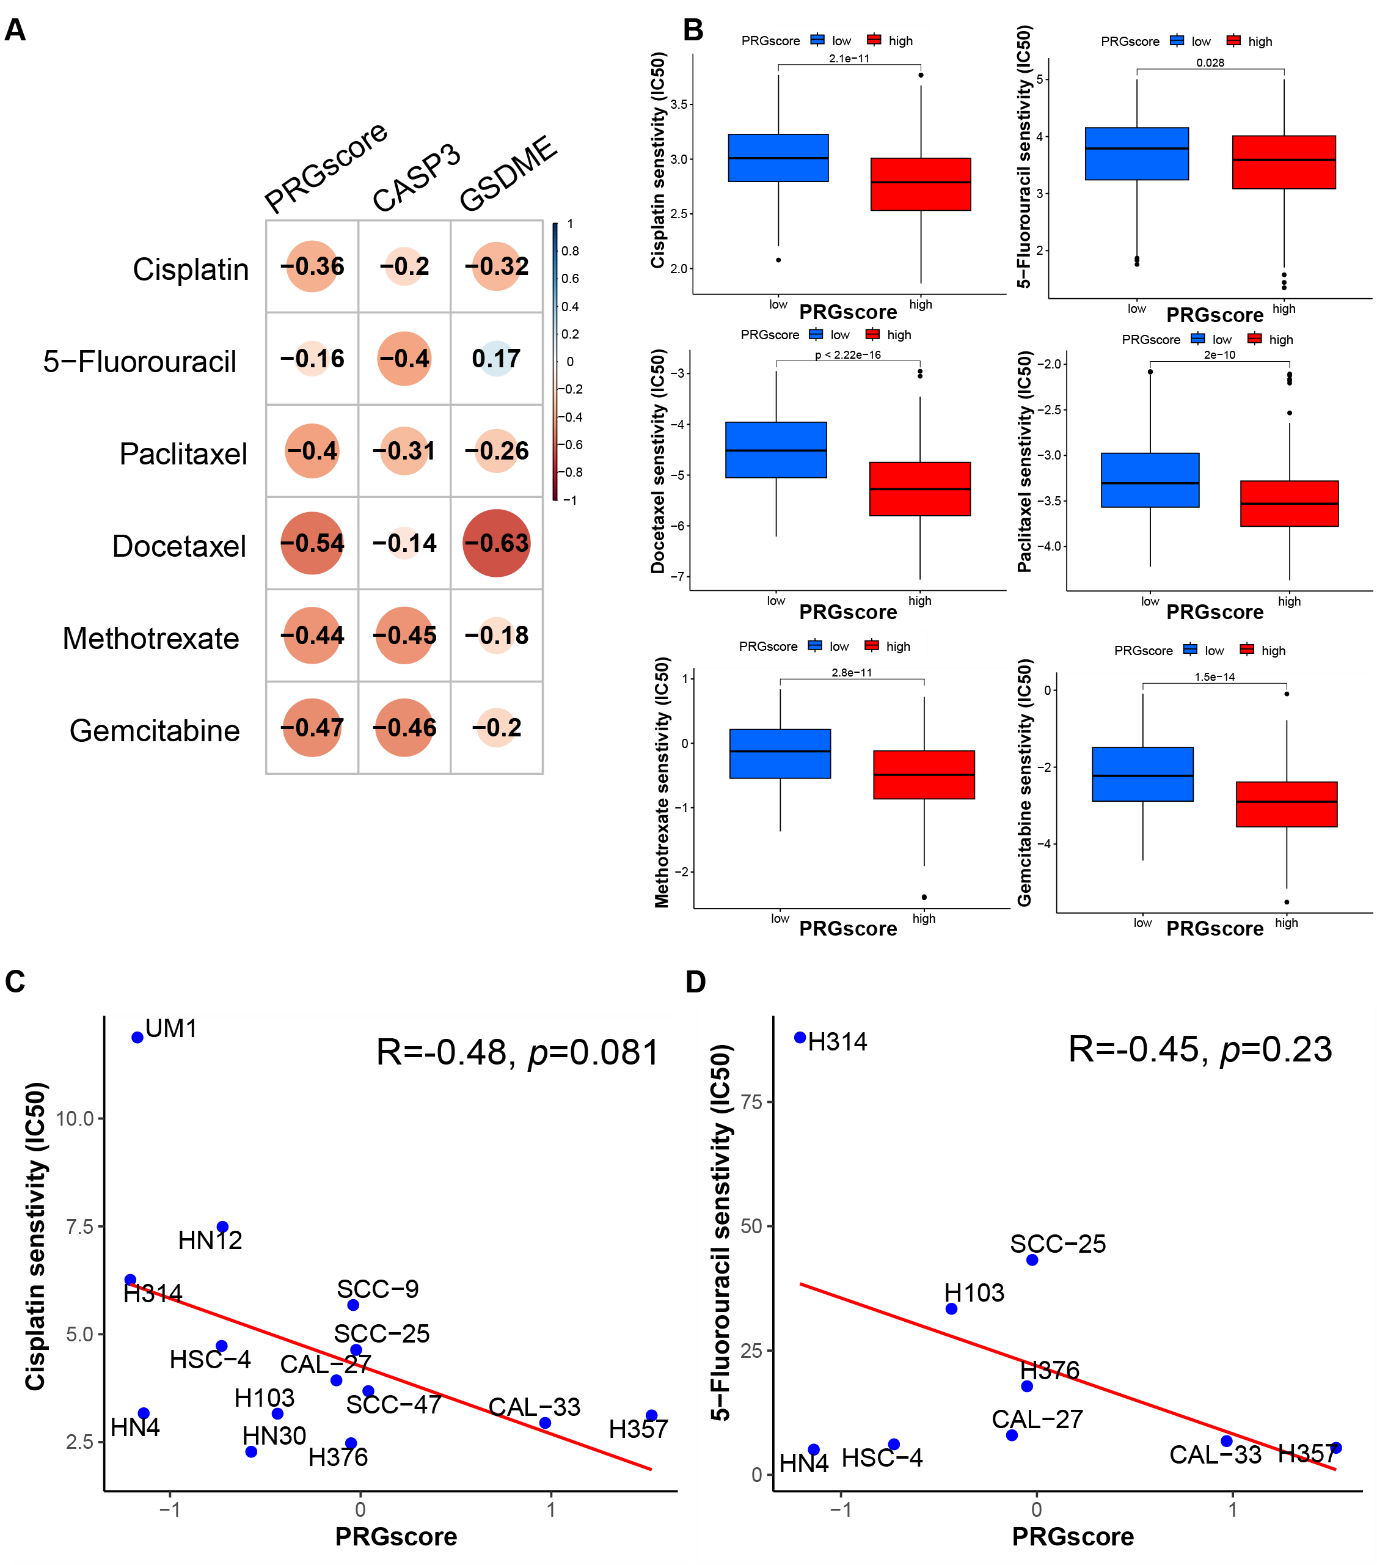 A
PRGscore
CASP3
GSDME
Cisplatin
−0.36
−0.2
−0.32
5−Fluorouracil
−0.16
−0.4
0.17
Paclitaxel
−0.4
−0.31
−0.26
Docetaxel
−0.54
−0.14
−0.63
Methotrexate
−0.44
−0.45
−0.18
Gemcitabine
−0.47
−0.46
−0.2
1
0.8
0.6
0.4
0.2
0
−0.2
−0.4
−0.6
−0.8
−1
B
PRGscore low high
2.1e−11
Cisplatin senstivity (IC50)
3.5
3.0
2.5
2.0
low
high
PRGscore
PRGscore low high
0.028
5−Fluorouracil senstivity (IC50)
5
4
3
2
low
high
PRGscore
PRGscore low high
p < 2.22e−16
Docetaxel senstivity (IC50)
−3
−4
−5
−6
−7
low
high
PRGscore
PRGscore low high
2e−10
Paclitaxel senstivity (IC50)
−2.0
−2.5
−3.0
−3.5
−4.0
low
high
PRGscore
PRGscore low high
2.8e−11
Methotrexate senstivity (IC50)
1
0
−1
−2
low
high
PRGscore
PRGscore low high
1.5e−14
Gemcitabine senstivity (IC50)
0
−2
−4
low
high
PRGscore
C
R=-0.48, p=0.081
Cisplatin senstivity (IC50)
10.0
7.5
5.0
2.5
UM1
HN12
H314
SCC−9
SCC−25
HSC−4
CAL−27
SCC−47
H103
CAL−33
HN4
HN30
H357
H376
−1
0
1
PRGscore
D
R=-0.45, p=0.23
5−Fluorouracil senstivity (IC50)
75
50
25
0
H314
SCC−25
H103
H376
CAL−27
HN4
HSC−4
CAL−33
H357
−1
0
1
PRGscore